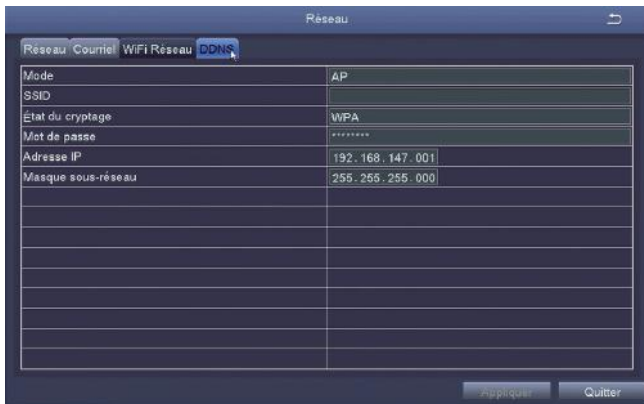 Réseau
Réseau Courriel WiFi Réseau DDNS
Mode AP
SSID
État du cryptage WPA
Mot de passe ********
Adresse IP 192.168.147.001
Masque sous-réseau 255.255.255.000
Appliquer Quitter